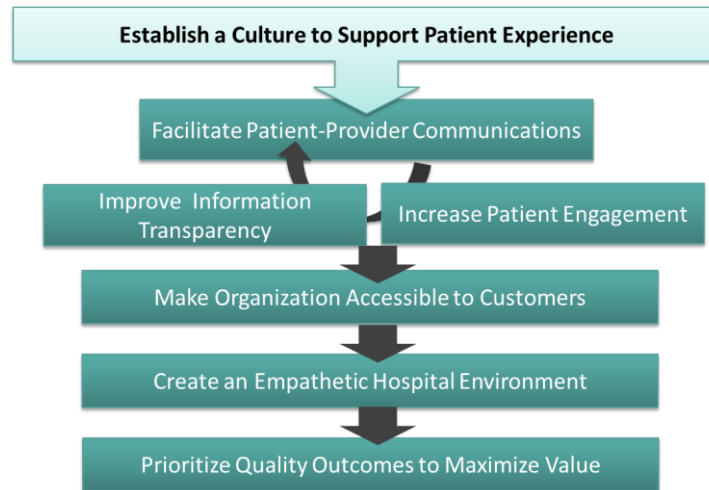 Establish a Culture to Support Patient Experience
Facilitate Patient-Provider Communications
Improve Information
Transparency
Increase Patient Engagement
Make Organization Accessible to Customers
Create an Empathetic Hospital Environment
Prioritize Quality Outcomes to Maximize Value